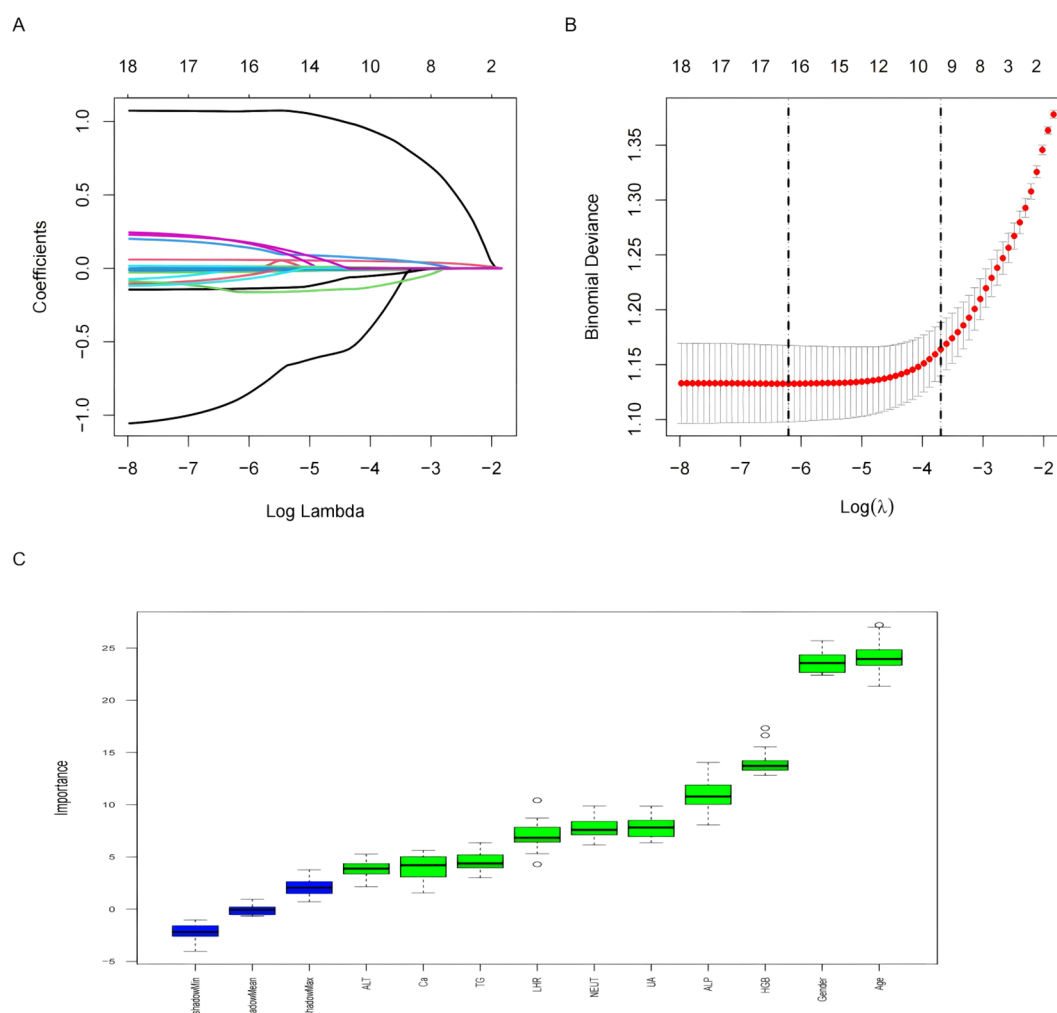 A
18 17 16 14 10 8 2
Coefficients
1.0
0.5
0.0
−0.5
−1.0
−8 −7 −6 −5 −4 −3 −2
Log Lambda
B
18 17 17 16 15 12 10 9 8 3 2
Binomial Deviance
1.35
1.30
1.25
1.20
1.15
1.10
−8 −7 −6 −5 −4 −3 −2
Log(λ)
C
Importance
25
20
15
10
5
0
−5
shadowMin adowMean shadowMax ALT Ca TG LHR NEUT UA ALP HGB Gender Age